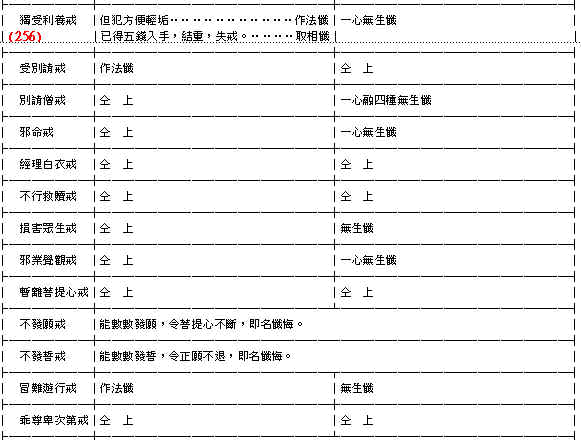 獨受利養戒 但犯方便輕垢‥‥‥‥‥‥‥‥‥‥作法懺 一心無生懺
(256) 已得五錢入手,結重,失戒。‥‥‥取相懺
受別請戒 作法懺 仝 上
別請僧戒 仝 上 一心融四種無生懺
邪命戒 仝 上 一心無生懺
經理白衣戒 仝 上 仝 上
不行救贖戒 仝 上 仝 上
損害眾生戒 仝 上 無生懺
邪業覺觀戒 仝 上 一心無生懺
暫離菩提心戒 仝 上 仝 上
不發願戒 能數數發願,令菩提心不斷,即名懺悔。
不發誓戒 能數數發誓,令正願不退,即名懺悔。
冒難遊行戒 作法懺 無生懺
乖尊卑次第戒 仝 上 仝 上